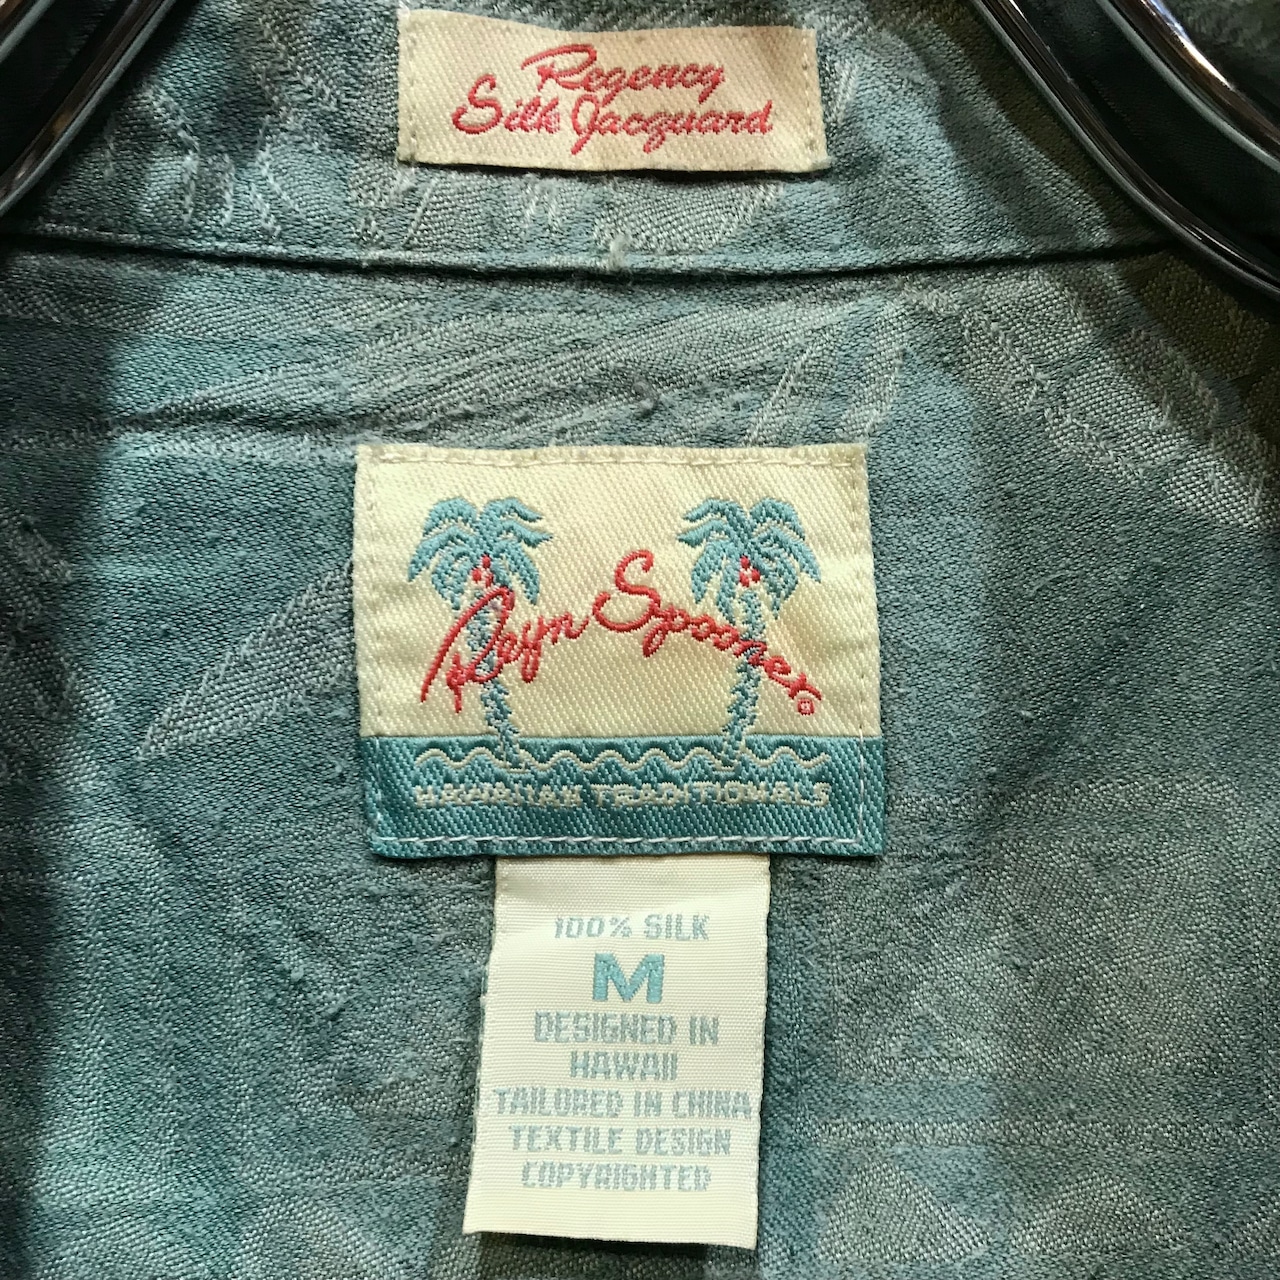 Regency
Silk Jacquard
Reyn Spooner®
HAWAIIAN TRADITIONALS
100% SILK
M
DESIGNED IN
HAWAII
TAILORED IN CHINA
TEXTILE DESIGN
COPYRIGHTED